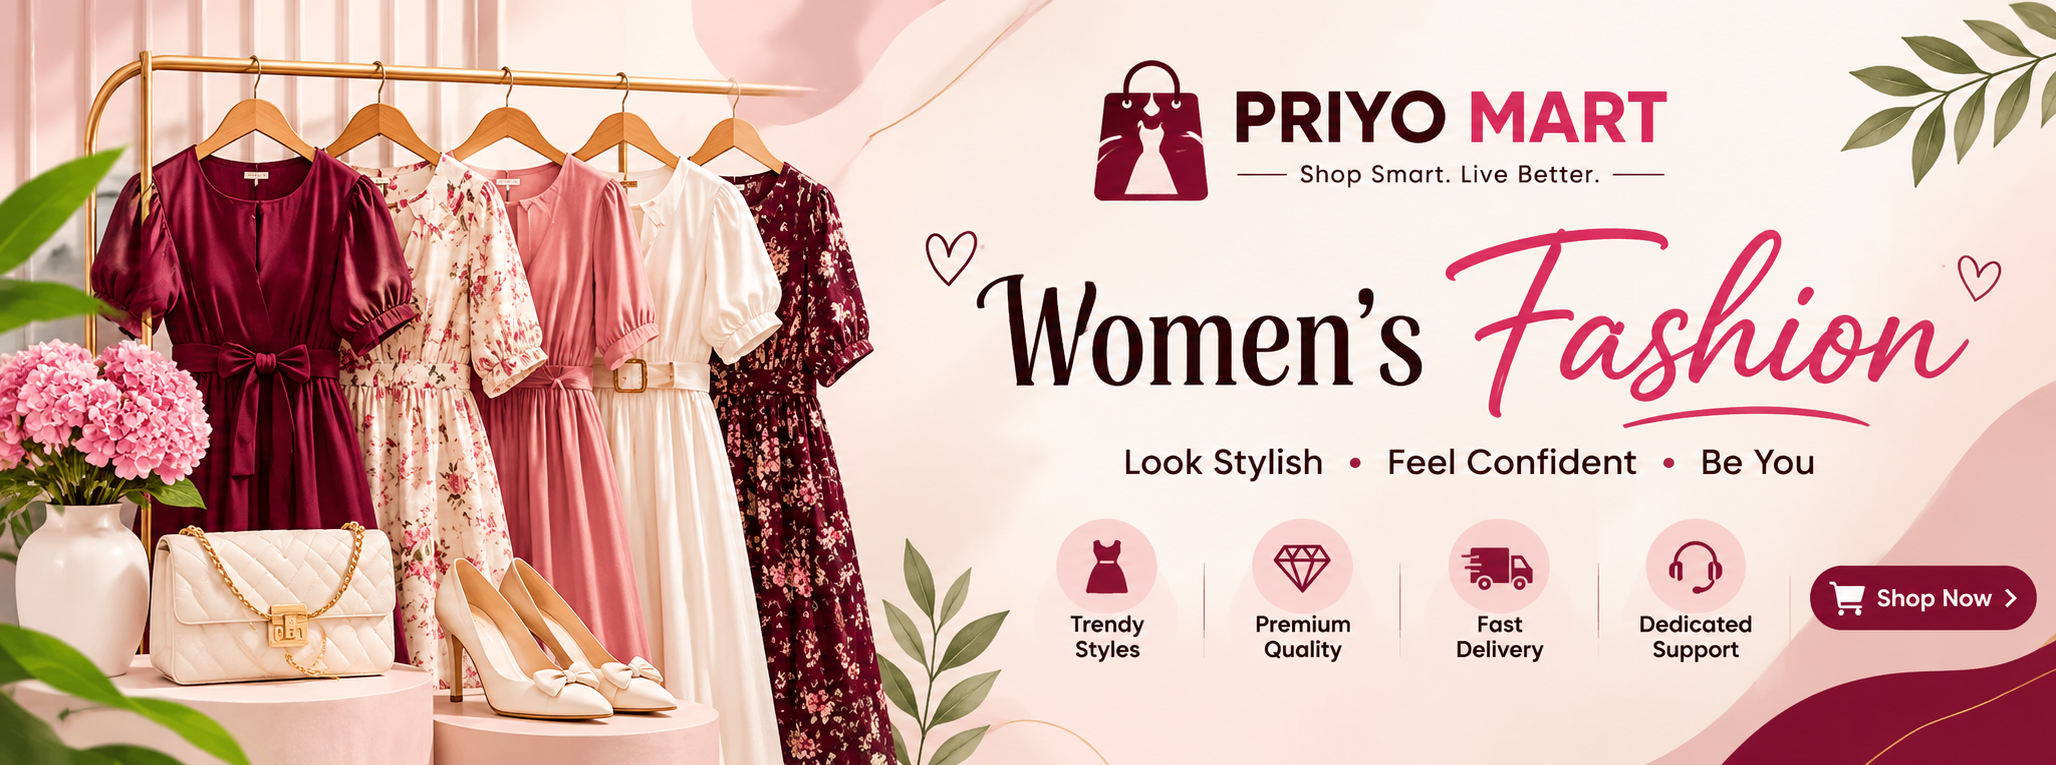 PRIYO MART
Shop Smart. Live Better.
Women's Fashion
Look Stylish • Feel Confident • Be You
Trendy
Styles
Premium
Quality
Fast
Delivery
Dedicated
Support
Shop Now